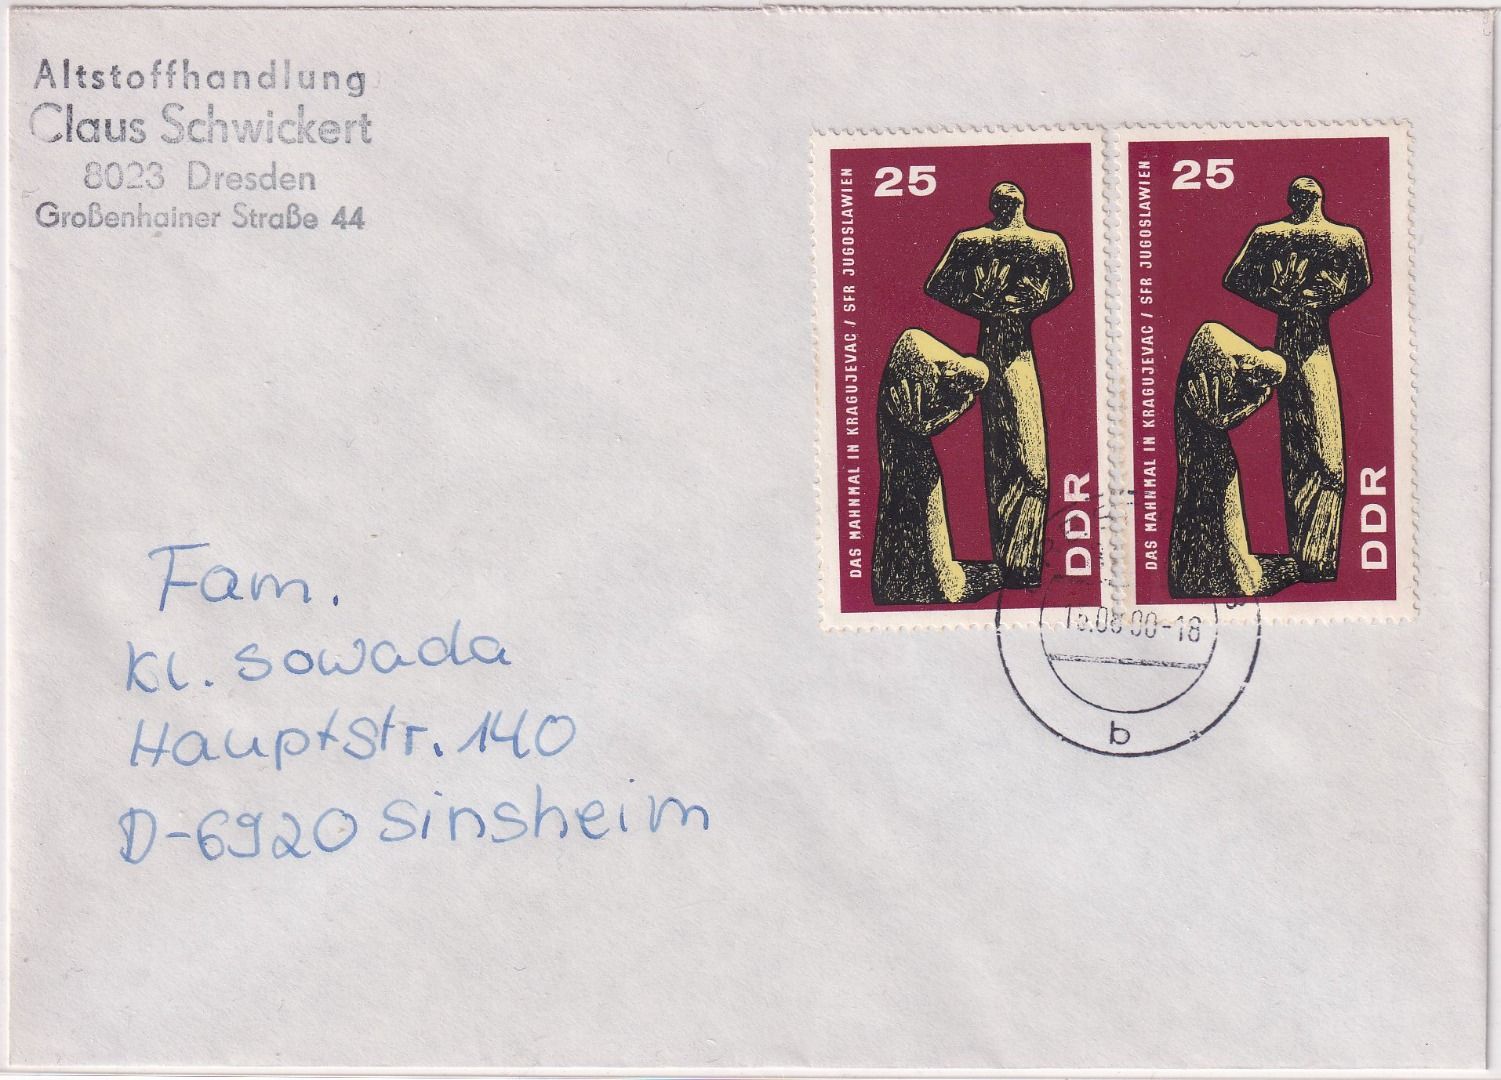 Altstoffhandlung
Claus Schwickert
8023 Dresden
Großenhainer Straße 44
25
DAS MAHNMAL IN KRAGUJEVAC / SFR JUGOSLAWIEN
DDR
25
DAS MAHNMAL IN KRAGUJEVAC / SFR JUGOSLAWIEN
DDR
-18
b
Fam.
Kl. Sowada
Hauptstr. 140
D-6920 Sinsheim